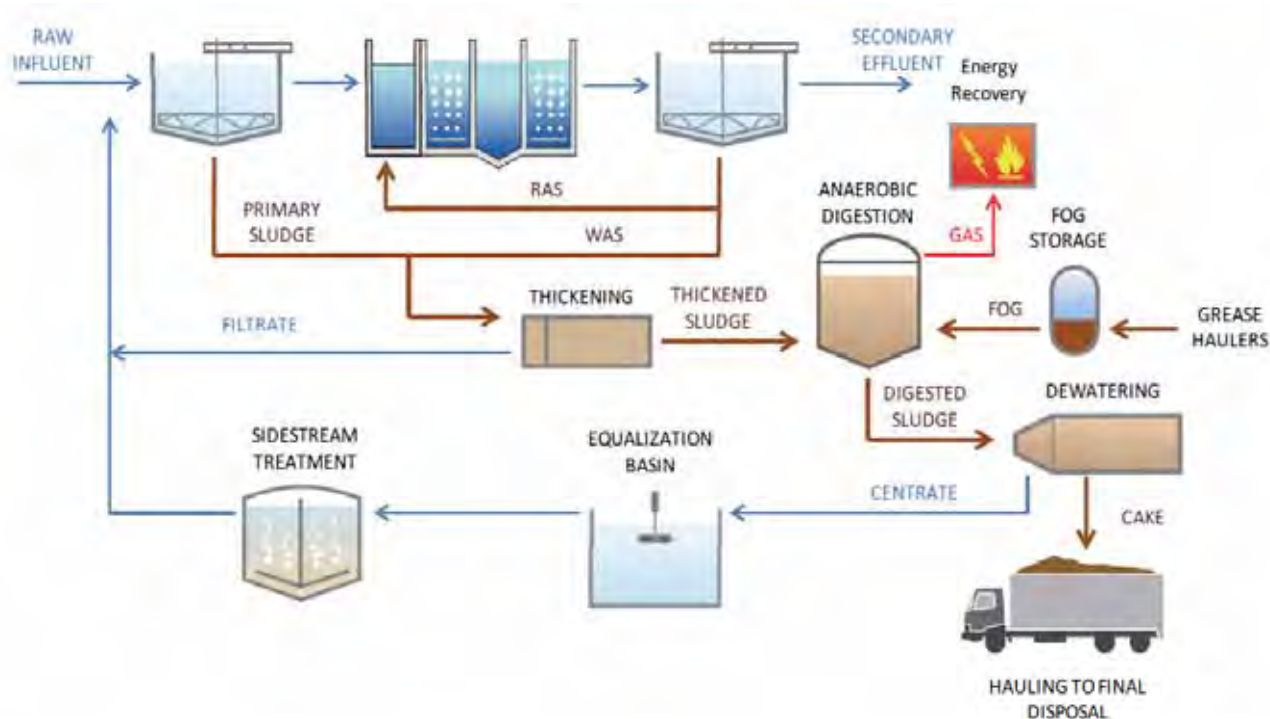 RAW
INFLUENT
SECONDARY
EFFLUENT
Energy
Recovery
RAS
PRIMARY
SLUDGE
WAS
ANAEROBIC
DIGESTION
GAS
FOG
STORAGE
THICKENING
THICKENED
SLUDGE
FOG
GREASE
HAULERS
FILTRATE
DIGESTED
SLUDGE
DEWATERING
SIDESTREAM
TREATMENT
EQUALIZATION
BASIN
CENTRATE
CAKE
HAULING TO FINAL
DISPOSAL